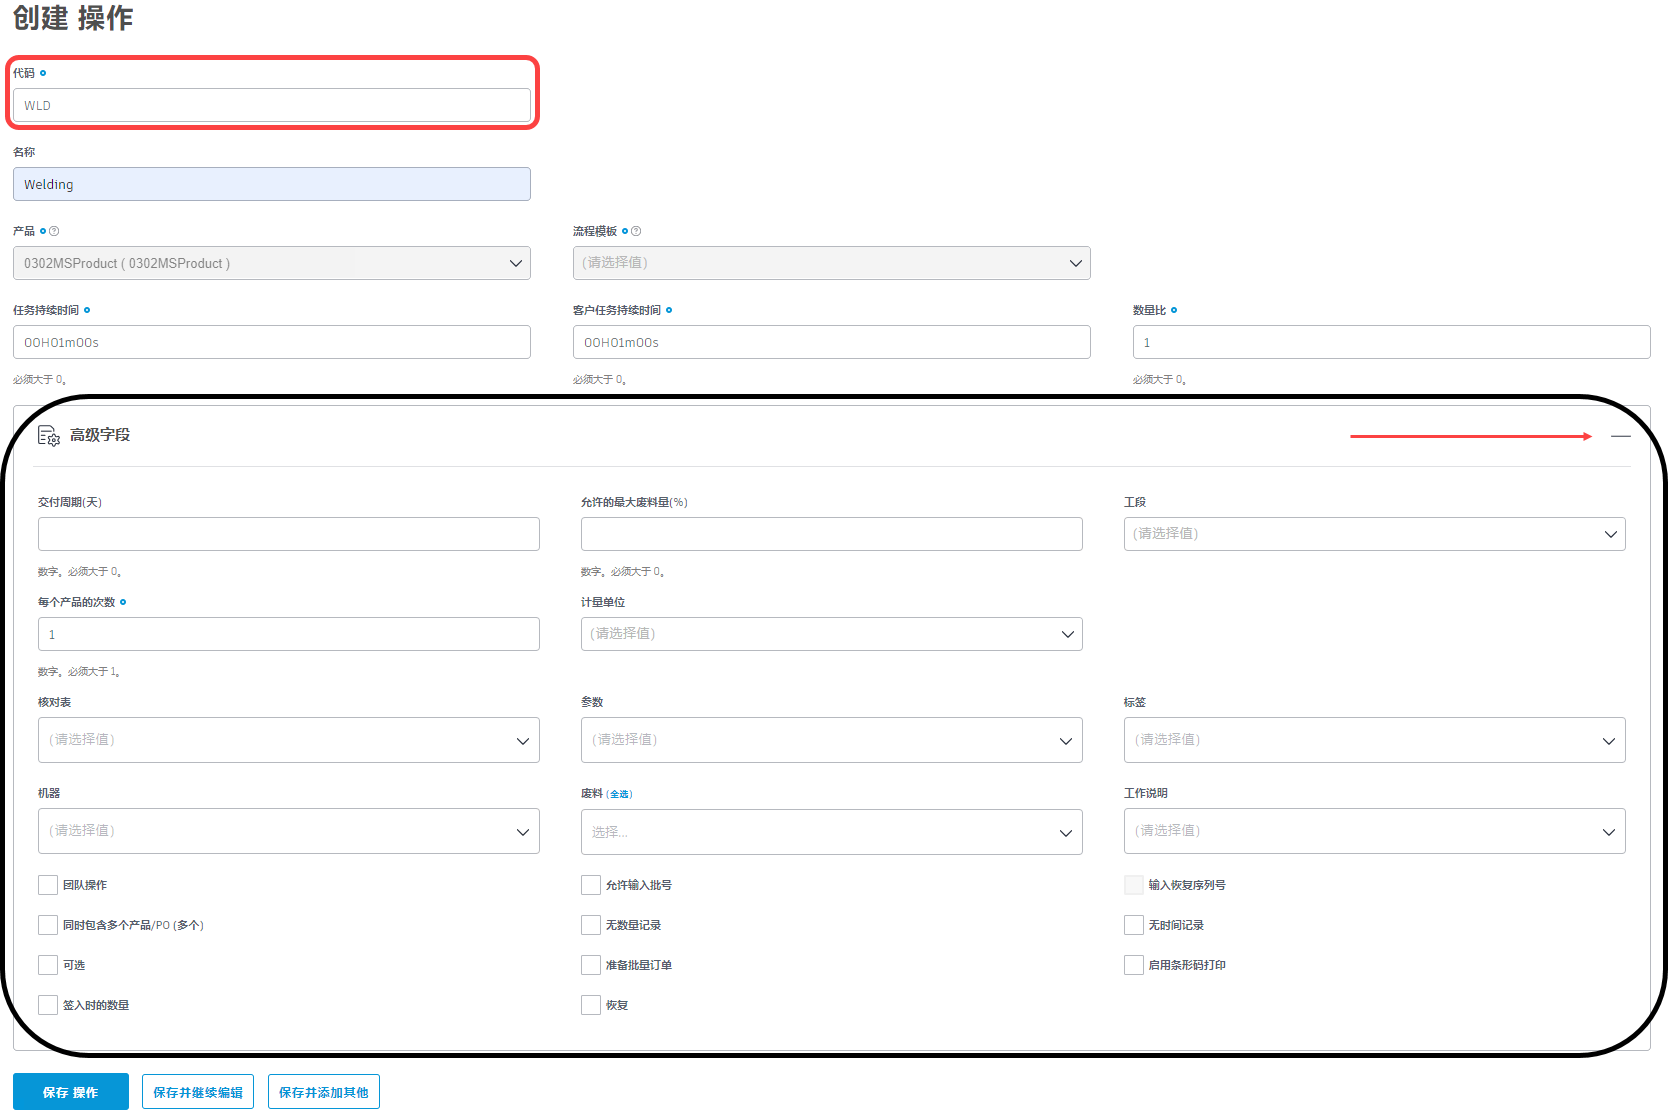 创建 操作
代码
WLD
名称
Welding
产品 流程模板
0302MSProduct ( 0302MSProduct ) (请选择值)
任务持续时间 客户任务持续时间 数量比
00H01m00s 00H01m00s 1
必须大于 0。 必须大于 0。 必须大于 0。
高级字段
交付周期(天) 允许的最大废料量(%) 工段
(请选择值)
数字。必须大于 0。 数字。必须大于 0。
每个产品的次数 计量单位
1 (请选择值)
数字。必须大于 1。
核对表 参数 标签
(请选择值) (请选择值) (请选择值)
机器 废料 (全选) 工作说明
(请选择值) 选择... (请选择值)
团队操作 允许输入批号 输入恢复序列号
同时包含多个产品/PO (多个) 无数量记录 无时间记录
可选 准备批量订单 启用条形码打印
签入时的数量 恢复
保存 操作 保存并继续编辑 保存并添加其他